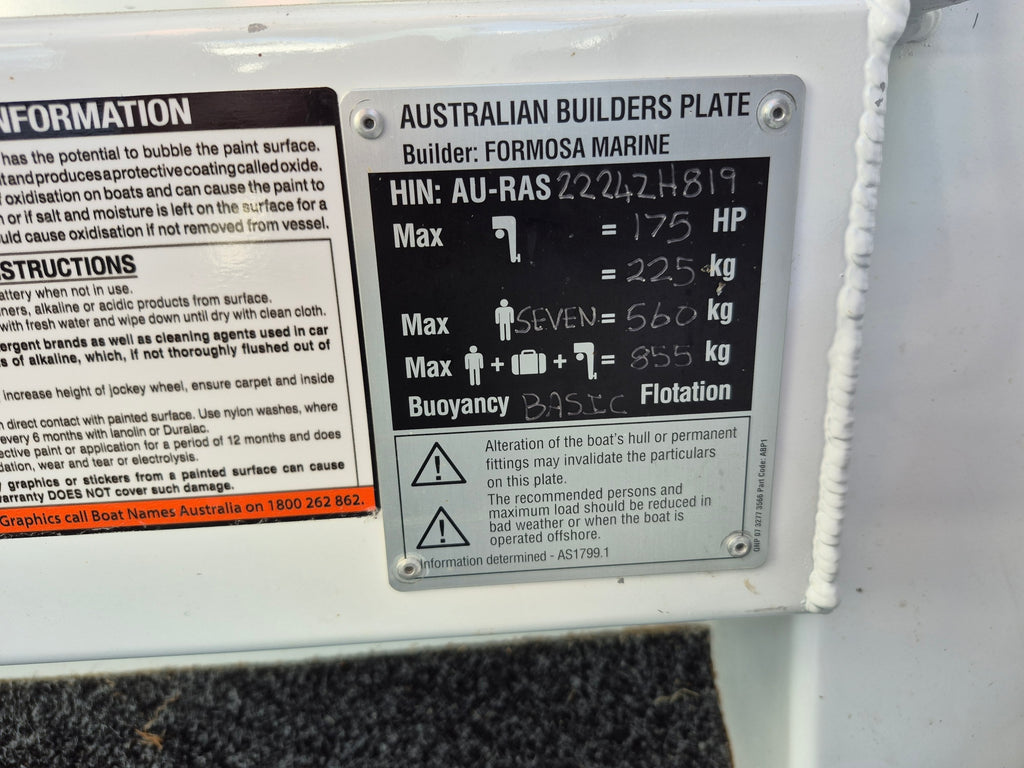 NFORMATION
has the potential to bubble the paint surface.
t and produces a protective coating called oxide.
f oxidisation on boats and can cause the paint to
n or if salt and moisture is left on the surface for a
uld cause oxidisation if not removed from vessel.
STRUCTIONS
attery when not in use.
ners, alkaline or acidic products from surface.
with fresh water and wipe down until dry with clean cloth.
ergent brands as well as cleaning agents used in car
s of alkaline, which, if not thoroughly flushed out of
increase height of jockey wheel, ensure carpet and inside
n direct contact with painted surface. Use nylon washes, where
every 6 months with lanolin or Duralac.
ective paint or application for a period of 12 months and does
dation, wear and tear or electrolysis.
y graphics or stickers from a painted surface can cause
warranty DOES NOT cover such damage.
Graphics call Boat Names Australia on 1800 262 862.
AUSTRALIAN BUILDERS PLATE
Builder: FORMOSA MARINE
HIN: AU-RAS 22242H819
Max = 175 HP
= 225 kg
Max SEVEN = 560 kg
Max + + = 855 kg
Buoyancy BASIC Flotation
Alteration of the boat's hull or permanent
fittings may invalidate the particulars
on this plate.
The recommended persons and
maximum load should be reduced in
bad weather or when the boat is
operated offshore.
Information determined - AS1799.1
QNP 07 3277 3566 Part Code: ABP1